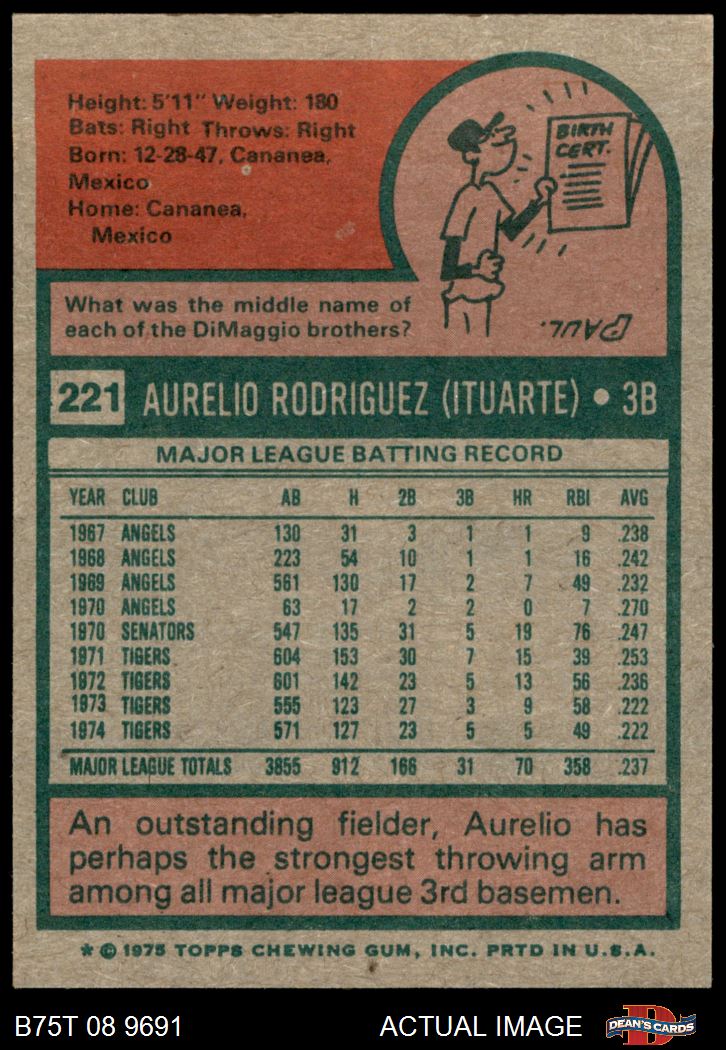 Height: 5'11" Weight: 180
Bats: Right Throws: Right
Born: 12-28-47, Cananea,
Mexico
Home: Cananea,
Mexico
BIRTH
CERT.
What was the middle name of
each of the DiMaggio brothers?
PAUL.
221 AURELIO RODRIGUEZ (ITUARTE) • 3B
MAJOR LEAGUE BATTING RECORD
YEAR CLUB AB H 2B 3B HR RBI AVG
1967 ANGELS 130 31 3 1 1 9 .238
1968 ANGELS 223 54 10 1 1 16 .242
1969 ANGELS 561 130 17 2 7 49 .232
1970 ANGELS 63 17 2 2 0 7 .270
1970 SENATORS 547 135 31 5 19 76 .247
1971 TIGERS 604 153 30 7 15 39 .253
1972 TIGERS 601 142 23 5 13 56 .236
1973 TIGERS 555 123 27 3 9 58 .222
1974 TIGERS 571 127 23 5 5 49 .222
MAJOR LEAGUE TOTALS 3855 912 166 31 70 358 .237
An outstanding fielder, Aurelio has
perhaps the strongest throwing arm
among all major league 3rd basemen.
* © 1975 TOPPS CHEWING GUM, INC. PRTD IN U.S.A.
B75T 08 9691 ACTUAL IMAGE DEAN'S CARDS